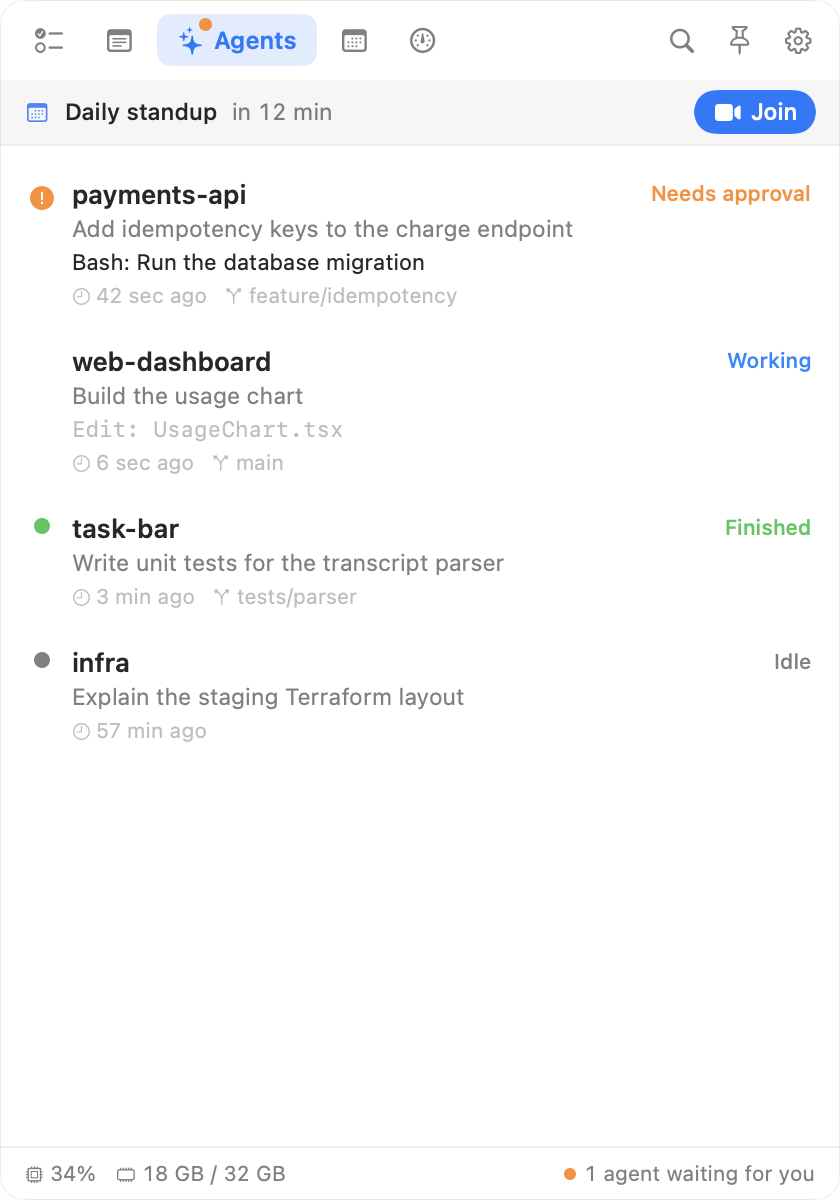 Agents
Daily standup in 12 min
Join
payments-api
Needs approval
Add idempotency keys to the charge endpoint
Bash: Run the database migration
42 sec ago feature/idempotency
web-dashboard
Working
Build the usage chart
Edit: UsageChart.tsx
6 sec ago main
task-bar
Finished
Write unit tests for the transcript parser
3 min ago tests/parser
infra
Idle
Explain the staging Terraform layout
57 min ago
34% 18 GB / 32 GB
1 agent waiting for you